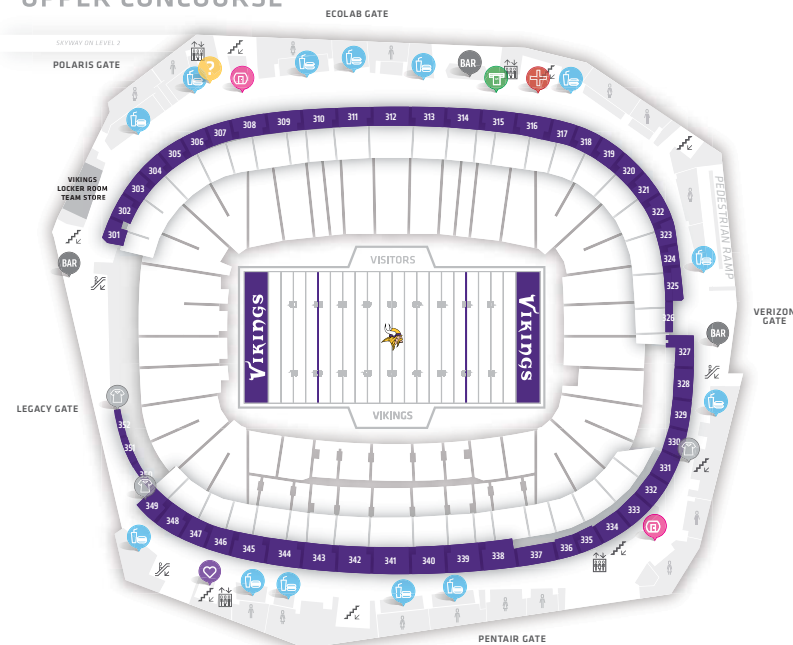 UPPER CONCOURSE
ECOLAB GATE
SKYWAY ON LEVEL 2
POLARIS GATE
BAR
?
308
309
310
311
312
313
314
315
316
317
318
319
320
321
322
323
324
325
307
306
305
304
303
302
301
VIKINGS
LOCKER ROOM
TEAM STORE
BAR
PEDESTRIAN RAMP
VISITORS
VIKINGS
VIKINGS
VIKINGS
VERIZON
GATE
BAR
326
327
328
329
330
331
332
333
334
335
336
337
338
339
340
341
342
343
344
345
346
347
348
349
350
351
352
LEGACY GATE
PENTAIR GATE